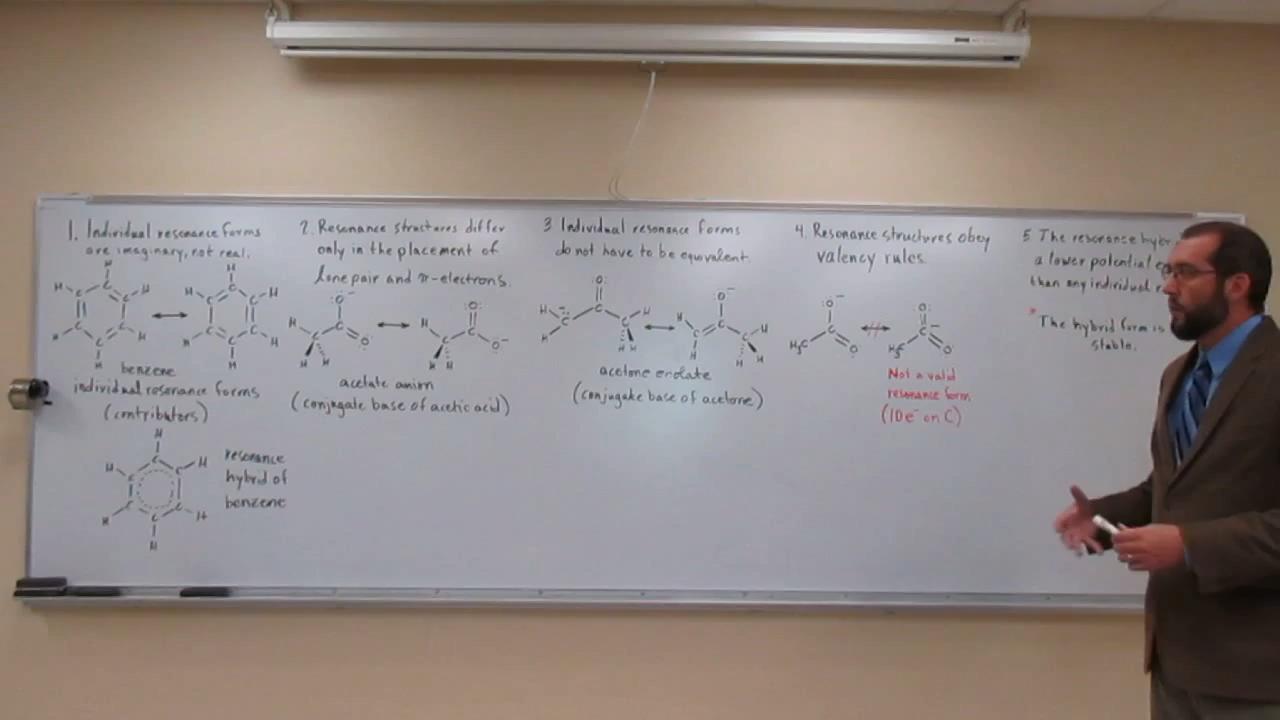 1. Individual resonance forms
are imaginary, not real.
benzene
individual resonance forms
(contributors)
resonance
hybrid of
benzene
2. Resonance structures differ
only in the placement of
lone pair and π-electrons.
acetate anion
(conjugate base of acetic acid)
3 Individual resonance forms
do not have to be equivalent.
acetone enolate
(conjugate base of acetone)
4. Resonance structures obey
valency rules.
H₃C
H₃C
Not a valid
resonance form
(10e⁻ on C)
5. The resonance
a lower potential
than any individual
*The hybrid form is
stable.